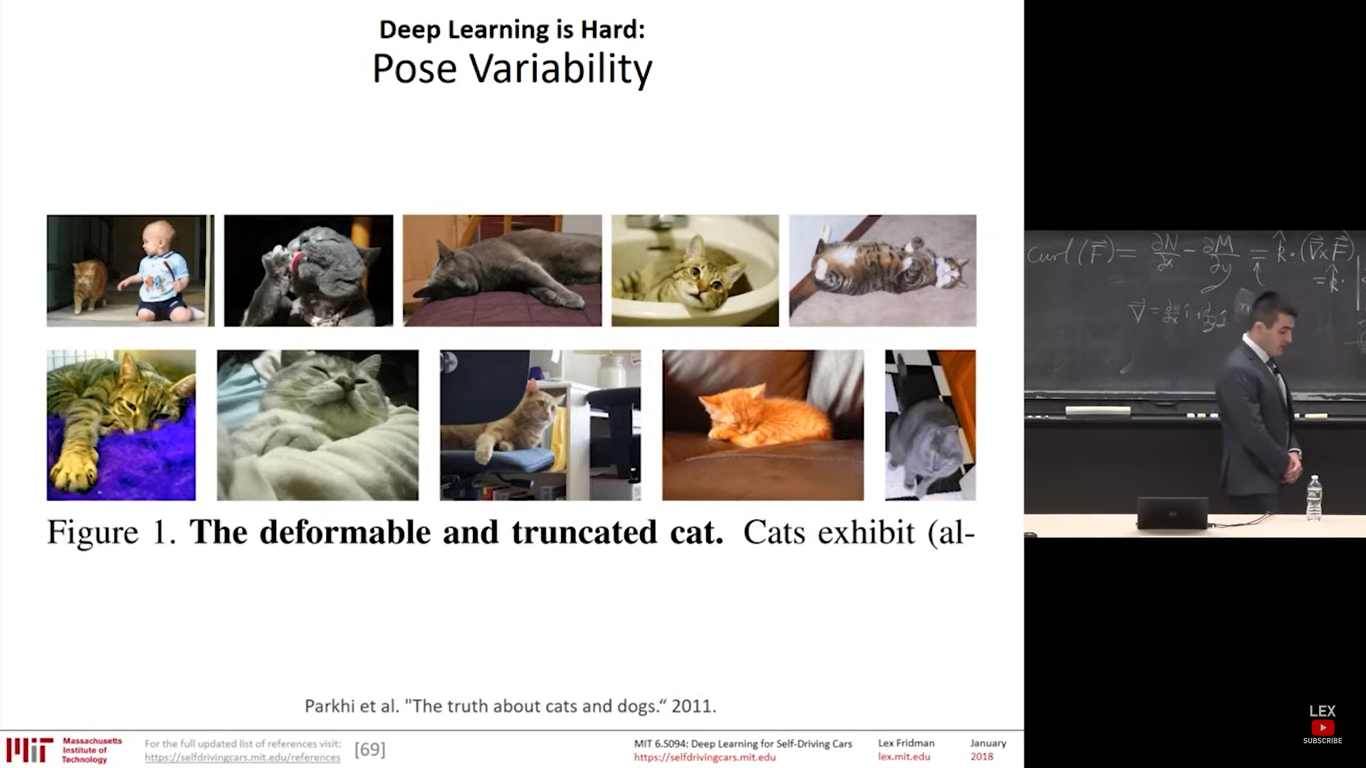 Deep Learning is Hard:
Pose Variability
Figure 1. The deformable and truncated cat. Cats exhibit (al-
Parkhi et al. "The truth about cats and dogs.“ 2011.
MIT
Massachusetts
Institute of
Technology
For the full updated list of references visit:
https://selfdrivingcars.mit.edu/references
[69]
MIT 6.S094: Deep Learning for Self-Driving Cars
https://selfdrivingcars.mit.edu
Lex Fridman
lex.mit.edu
January
2018
curl (F⃗) = ∂N/∂x - ∂M/∂y = k̂ · (∇⃗×F⃗)
= k̂ ·
LEX
SUBSCRIBE